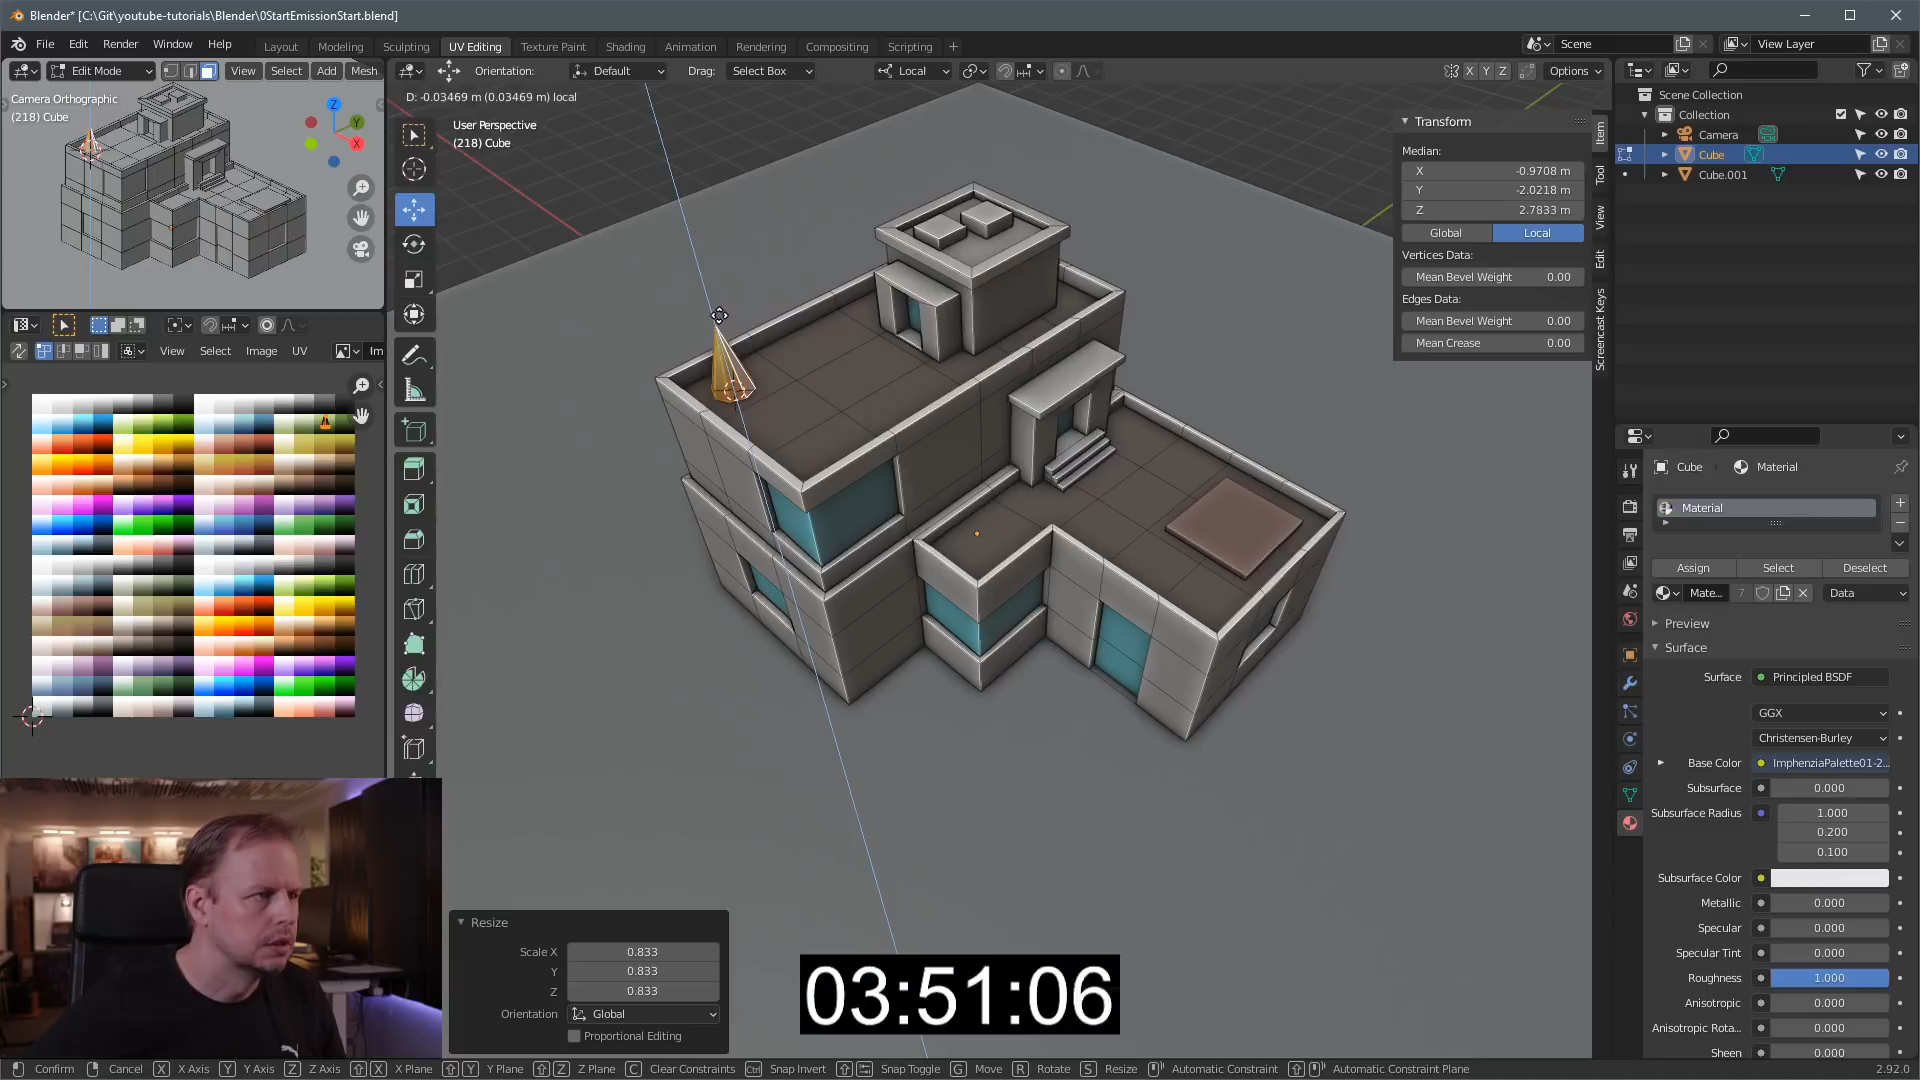 Blender* [C:\Git\youtube-tutorials\Blender\0StartEmissionStart.blend]
File Edit Render Window Help
Layout Modeling Sculpting UV Editing Texture Paint Shading Animation Rendering Compositing Scripting +
Scene
View Layer
Edit Mode
View Select Add Mesh
Orientation: Default
Drag: Select Box
Local
X Y Z
Options
Camera Orthographic
(218) Cube
Z
Y
X
D: -0.03469 m (0.03469 m) local
User Perspective
(218) Cube
View Select Image UV
Im
Transform
Median:
X -0.9708 m
Y -2.0218 m
Z 2.7833 m
Global Local
Vertices Data:
Mean Bevel Weight 0.00
Edges Data:
Mean Bevel Weight 0.00
Mean Crease 0.00
Item
Tool
View
Edit
Screencast Keys
Scene Collection
Collection
Camera
Cube
Cube.001
Cube
Material
Material
Assign Select Deselect
Mate... 7
Data
Preview
Surface
Surface: Principled BSDF
GGX
Christensen-Burley
Base Color ImphenziaPalette01-2...
Subsurface 0.000
Subsurface Radius 1.000
0.200
0.100
Subsurface Color
Metallic 0.000
Specular 0.000
Specular Tint 0.000
Roughness 1.000
Anisotropic 0.000
Anisotropic Rota... 0.000
Sheen 0.000
Resize
Scale X 0.833
Y 0.833
Z 0.833
Orientation Global
Proportional Editing
03:51:06
Confirm Cancel X X Axis Y Y Axis Z Z Axis X X Plane Y Y Plane Z Z Plane C Clear Constraints Ctrl Snap Invert Snap Toggle G Move R Rotate S Resize Automatic Constraint Automatic Constraint Plane
2.92.0